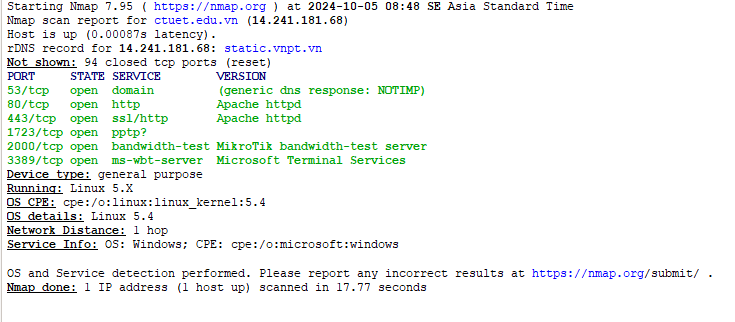 Starting Nmap 7.95 ( https://nmap.org ) at 2024-10-05 08:48 SE Asia Standard Time
Nmap scan report for ctuet.edu.vn (14.241.181.68)
Host is up (0.00087s latency).
rDNS record for 14.241.181.68: static.vnpt.vn
Not shown: 94 closed tcp ports (reset)
PORT     STATE SERVICE        VERSION
53/tcp   open  domain         (generic dns response: NOTIMP)
80/tcp   open  http           Apache httpd
443/tcp  open  ssl/http       Apache httpd
1723/tcp open  pptp?
2000/tcp open  bandwidth-test MikroTik bandwidth-test server
3389/tcp open  ms-wbt-server  Microsoft Terminal Services
Device type: general purpose
Running: Linux 5.X
OS CPE: cpe:/o:linux:linux_kernel:5.4
OS details: Linux 5.4
Network Distance: 1 hop
Service Info: OS: Windows; CPE: cpe:/o:microsoft:windows
OS and Service detection performed. Please report any incorrect results at https://nmap.org/submit/ .
Nmap done: 1 IP address (1 host up) scanned in 17.77 seconds